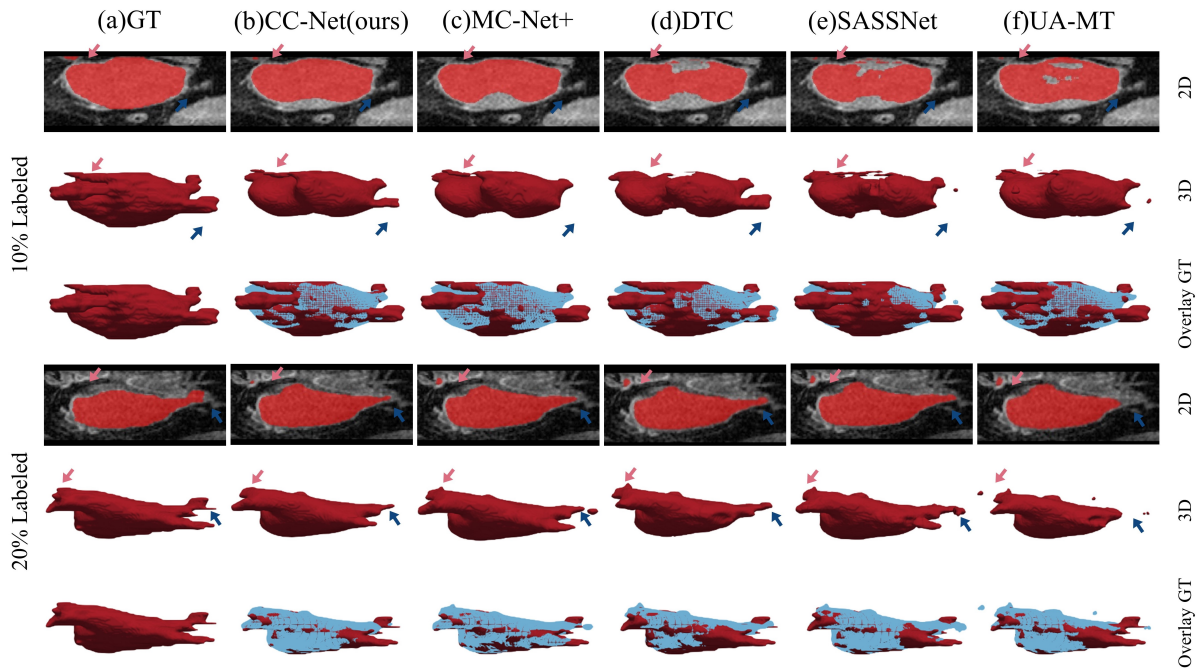 (a)GT
(b)CC-Net(ours)
(c)MC-Net+
(d)DTC
(e)SASSNet
(f)UA-MT
10% Labeled
2D
3D
Overlay GT
20% Labeled
2D
3D
Overlay GT